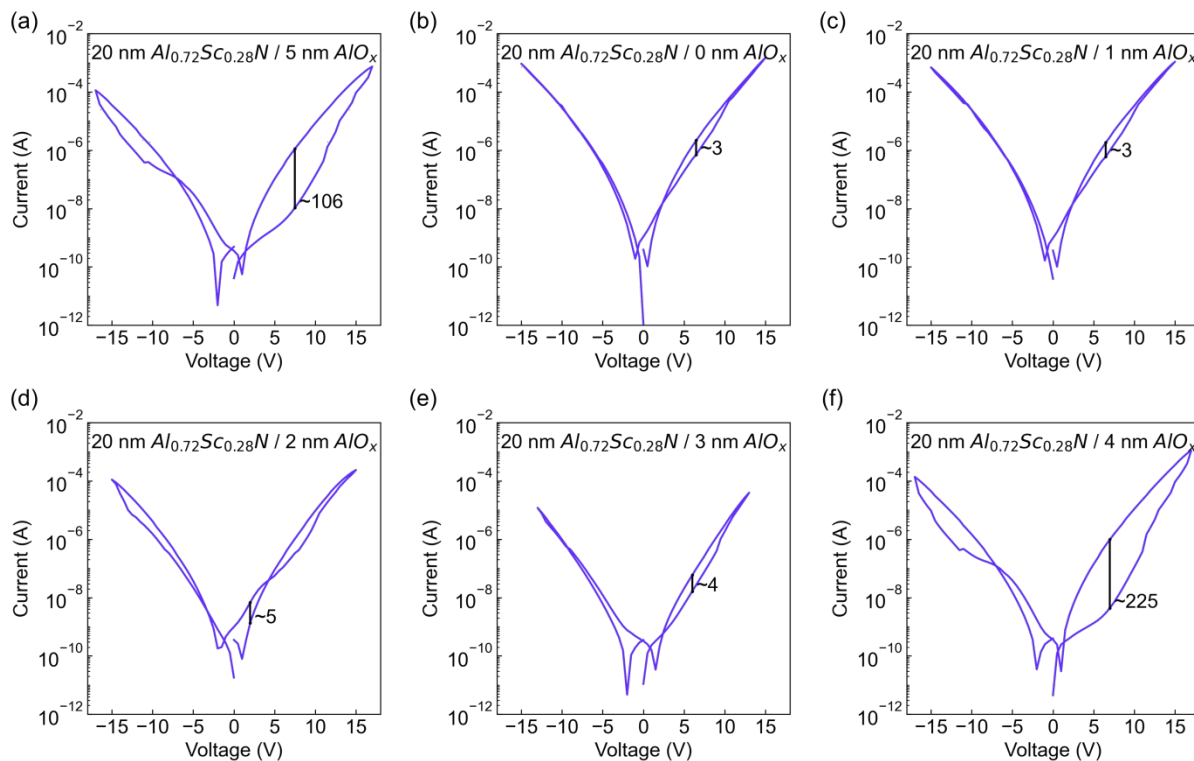 (a)
20 nm Al₀.₇₂Sc₀.₂₈N / 5 nm AlOₓ
Current (A)
10⁻²
10⁻⁴
10⁻⁶
10⁻⁸
10⁻¹⁰
10⁻¹²
~106
−15 −10 −5 0 5 10 15
Voltage (V)
(b)
20 nm Al₀.₇₂Sc₀.₂₈N / 0 nm AlOₓ
Current (A)
10⁻²
10⁻⁴
10⁻⁶
10⁻⁸
10⁻¹⁰
10⁻¹²
~3
−15 −10 −5 0 5 10 15
Voltage (V)
(c)
20 nm Al₀.₇₂Sc₀.₂₈N / 1 nm AlOₓ
Current (A)
10⁻²
10⁻⁴
10⁻⁶
10⁻⁸
10⁻¹⁰
10⁻¹²
~3
−15 −10 −5 0 5 10 15
Voltage (V)
(d)
20 nm Al₀.₇₂Sc₀.₂₈N / 2 nm AlOₓ
Current (A)
10⁻²
10⁻⁴
10⁻⁶
10⁻⁸
10⁻¹⁰
10⁻¹²
~5
−15 −10 −5 0 5 10 15
Voltage (V)
(e)
20 nm Al₀.₇₂Sc₀.₂₈N / 3 nm AlOₓ
Current (A)
10⁻²
10⁻⁴
10⁻⁶
10⁻⁸
10⁻¹⁰
10⁻¹²
~4
−15 −10 −5 0 5 10 15
Voltage (V)
(f)
20 nm Al₀.₇₂Sc₀.₂₈N / 4 nm AlOₓ
Current (A)
10⁻²
10⁻⁴
10⁻⁶
10⁻⁸
10⁻¹⁰
10⁻¹²
~225
−15 −10 −5 0 5 10 15
Voltage (V)